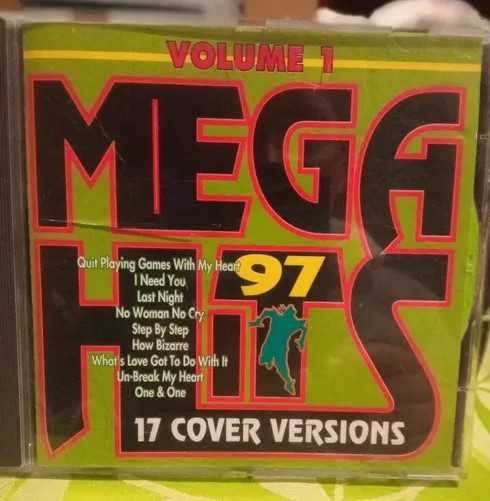 VOLUME 1
MEGA
HITS
97
Quit Playing Games With My Heart
I Need You
Last Night
No Woman No Cry
Step By Step
How Bizarre
What's Love Got To Do With It
Un-Break My Heart
One & One
17 COVER VERSIONS